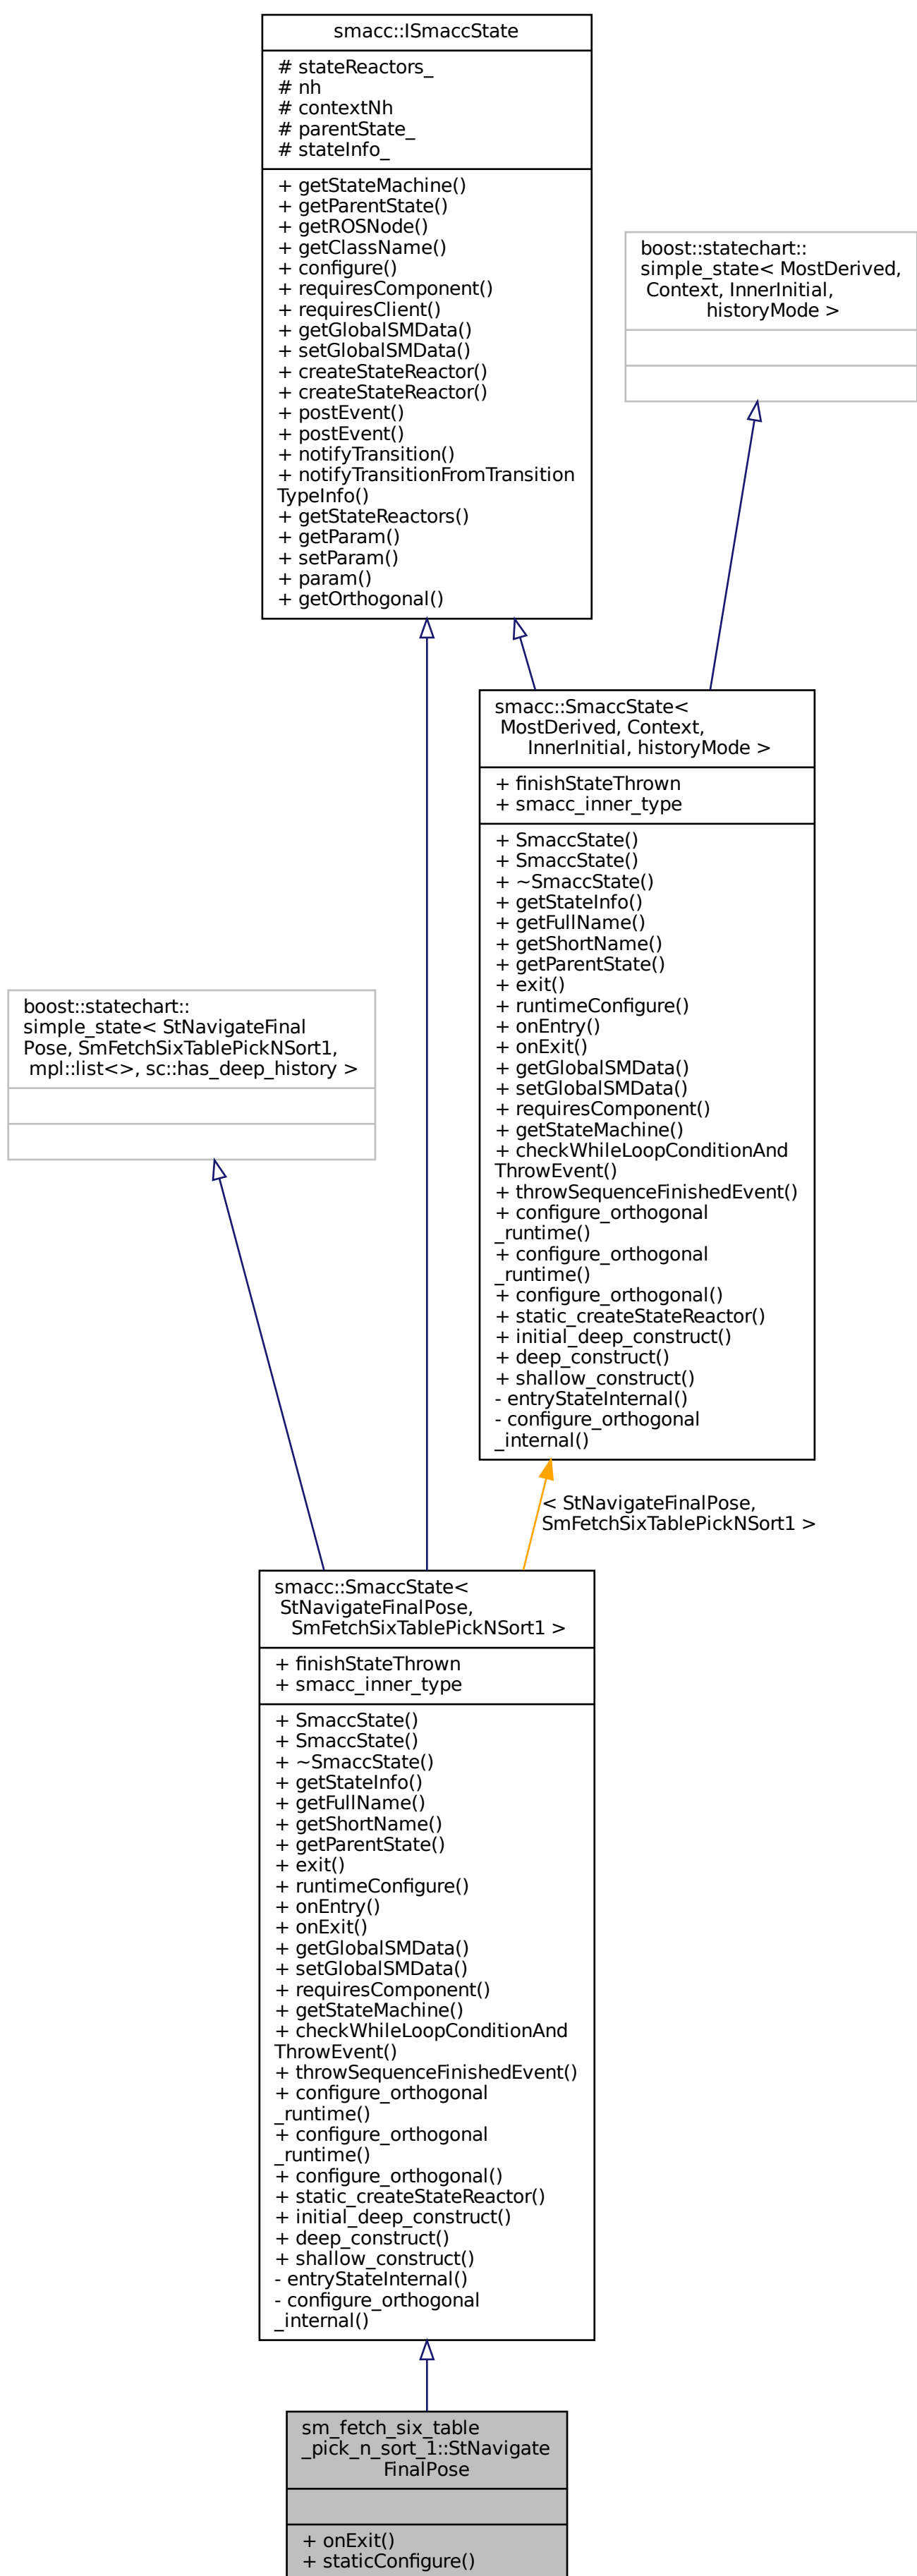 smacc::ISmaccState
# stateReactors_
# nh
# contextNh
# parentState_
# stateInfo_
+ getStateMachine()
+ getParentState()
+ getROSNode()
+ getClassName()
+ configure()
+ requiresComponent()
+ requiresClient()
+ getGlobalSMData()
+ setGlobalSMData()
+ createStateReactor()
+ createStateReactor()
+ postEvent()
+ postEvent()
+ notifyTransition()
+ notifyTransitionFromTransition
TypeInfo()
+ getStateReactors()
+ getParam()
+ setParam()
+ param()
+ getOrthogonal()
boost::statechart::
simple_state< MostDerived,
Context, InnerInitial,
historyMode >
smacc::SmaccState<
MostDerived, Context,
InnerInitial, historyMode >
+ finishStateThrown
+ smacc_inner_type
+ SmaccState()
+ SmaccState()
+ ~SmaccState()
+ getStateInfo()
+ getFullName()
+ getShortName()
+ getParentState()
+ exit()
+ runtimeConfigure()
+ onEntry()
+ onExit()
+ getGlobalSMData()
+ setGlobalSMData()
+ requiresComponent()
+ getStateMachine()
+ checkWhileLoopConditionAnd
ThrowEvent()
+ throwSequenceFinishedEvent()
+ configure_orthogonal
_runtime()
+ configure_orthogonal
_runtime()
+ configure_orthogonal()
+ static_createStateReactor()
+ initial_deep_construct()
+ deep_construct()
+ shallow_construct()
- entryStateInternal()
- configure_orthogonal
_internal()
boost::statechart::
simple_state< StNavigateFinal
Pose, SmFetchSixTablePickNSort1,
mpl::list<>, sc::has_deep_history >
< StNavigateFinalPose,
SmFetchSixTablePickNSort1 >
smacc::SmaccState<
StNavigateFinalPose,
SmFetchSixTablePickNSort1 >
+ finishStateThrown
+ smacc_inner_type
+ SmaccState()
+ SmaccState()
+ ~SmaccState()
+ getStateInfo()
+ getFullName()
+ getShortName()
+ getParentState()
+ exit()
+ runtimeConfigure()
+ onEntry()
+ onExit()
+ getGlobalSMData()
+ setGlobalSMData()
+ requiresComponent()
+ getStateMachine()
+ checkWhileLoopConditionAnd
ThrowEvent()
+ throwSequenceFinishedEvent()
+ configure_orthogonal
_runtime()
+ configure_orthogonal
_runtime()
+ configure_orthogonal()
+ static_createStateReactor()
+ initial_deep_construct()
+ deep_construct()
+ shallow_construct()
- entryStateInternal()
- configure_orthogonal
_internal()
sm_fetch_six_table
_pick_n_sort_1::StNavigate
FinalPose
+ onExit()
+ staticConfigure()